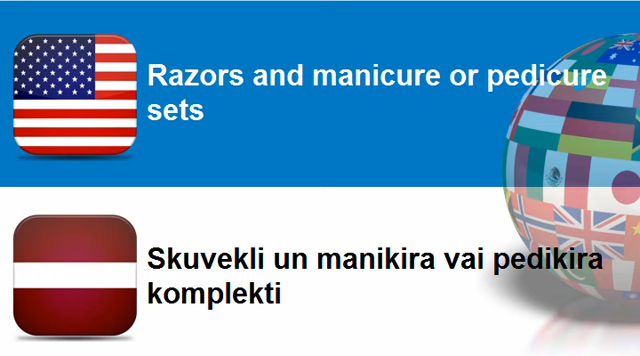 Razors and manicure or pedicure
sets
Skuvekli un manikira vai pedikira
komplekti